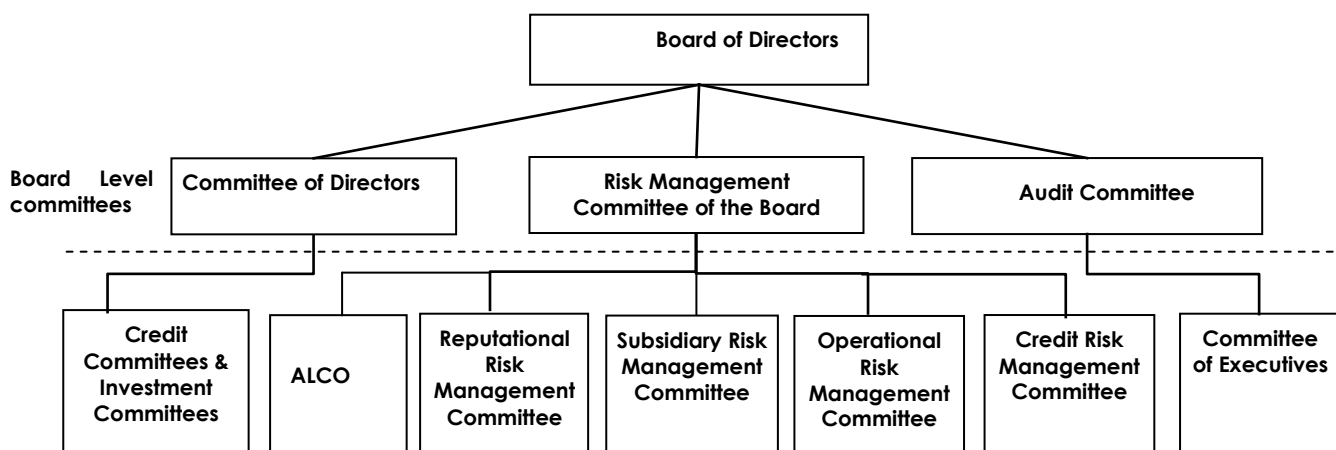 Board of Directors
Board Level
committees
Committee of Directors
Risk Management
Committee of the Board
Audit Committee
Credit
Committees &
Investment
Committees
ALCO
Reputational
Risk
Management
Committee
Subsidiary Risk
Management
Committee
Operational
Risk
Management
Committee
Credit Risk
Management
Committee
Committee
of Executives